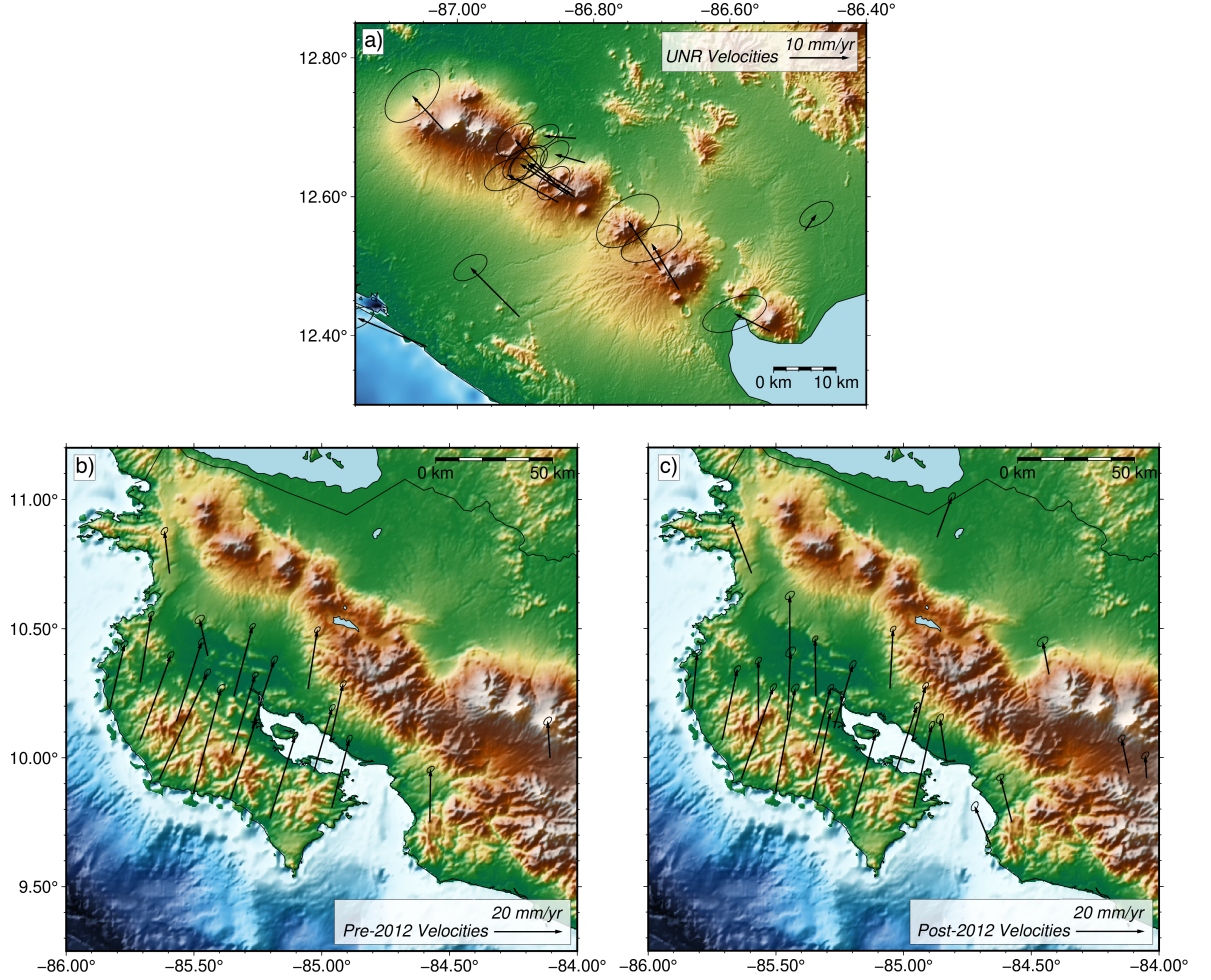 −87.00° −86.80° −86.60° −86.40°
a)
10 mm/yr
UNR Velocities
12.80°
12.60°
12.40°
0 km 10 km
b)
0 km 50 km
c)
0 km 50 km
11.00°
10.50°
10.00°
9.50°
20 mm/yr
Pre-2012 Velocities
20 mm/yr
Post-2012 Velocities
−86.00° −85.50° −85.00° −84.50° −84.00°
−86.00° −85.50° −85.00° −84.50° −84.00°